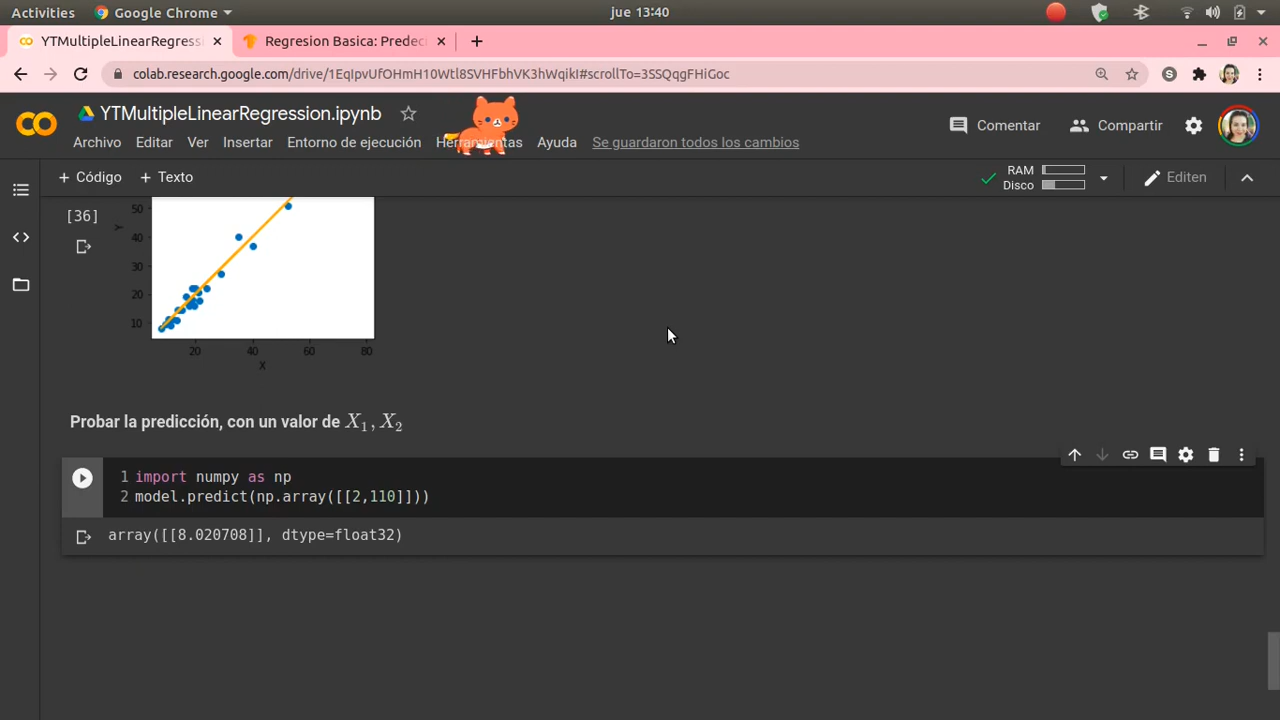 Activities Google Chrome jue 13:40
YTMultipleLinearRegressi Regresion Basica: Predec
colab.research.google.com/drive/1EqIpvUfOHmH10Wtl8SVHFbhVK3hWqikI#scrollTo=3SSQqgFHiGoc
YTMultipleLinearRegression.ipynb
Comentar Compartir
Archivo Editar Ver Insertar Entorno de ejecución Herramientas Ayuda Se guardaron todos los cambios
+ Código + Texto RAM Disco Editen
[36]
50
Y
40
30
20
10
20 40 60 80
X
Probar la predicción, con un valor de X₁, X₂
1 import numpy as np
2 model.predict(np.array([[2,110]]))
array([[8.020708]], dtype=float32)